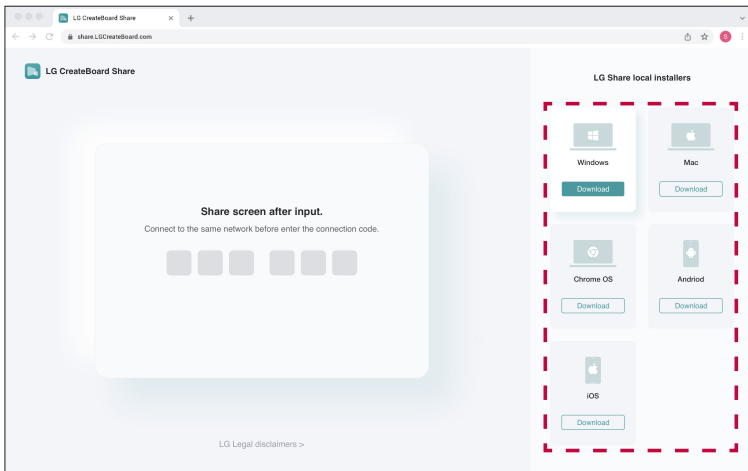 LG CreateBoard Share
share.LGCreateBoard.com
S
LG CreateBoard Share
Share screen after input.
Connect to the same network before enter the connection code.
LG Legal disclaimers >
LG Share local installers
Windows
Download
Mac
Download
Chrome OS
Download
Andriod
Download
iOS
Download